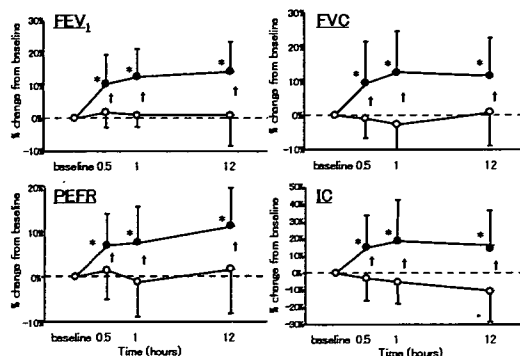 FEV1
FVC
% change from baseline
30%
20%
10%
0%
-10%
* * *
† † †
baseline 0.5 1 12
% change from baseline
30%
20%
10%
0%
-10%
* * *
† † †
baseline 0.5 1 12
PEFR
IC
% change from baseline
20%
10%
0%
-10%
* * *
† † †
baseline 0.5 1 12
Time (hours)
% change from baseline
50%
40%
30%
20%
10%
0%
-10%
-20%
-30%
* * *
† † †
baseline 0.5 1 12
Time (hours)